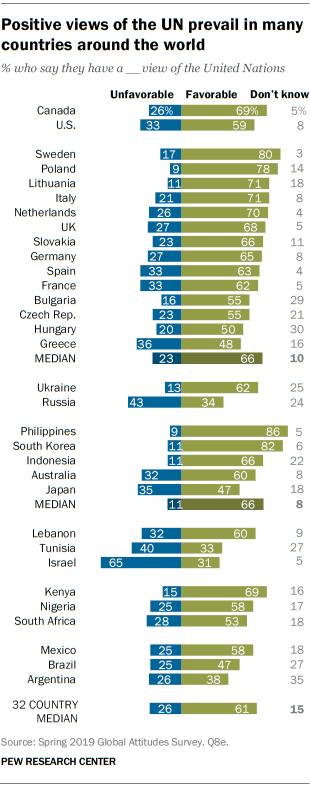 Positive views of the UN prevail in many
countries around the world
% who say they have a __view of the United Nations
Unfavorable Favorable Don't know
Canada 26% 69% 5%
U.S. 33 59 8
Sweden 17 80 3
Poland 9 78 14
Lithuania 11 71 18
Italy 21 71 8
Netherlands 26 70 4
UK 27 68 5
Slovakia 23 66 11
Germany 27 65 8
Spain 33 63 4
France 33 62 5
Bulgaria 16 55 29
Czech Rep. 23 55 21
Hungary 20 50 30
Greece 36 48 16
MEDIAN 23 66 10
Ukraine 13 62 25
Russia 43 34 24
Philippines 9 86 5
South Korea 11 82 6
Indonesia 11 66 22
Australia 32 60 8
Japan 35 47 18
MEDIAN 11 66 8
Lebanon 32 60 9
Tunisia 40 33 27
Israel 65 31 5
Kenya 15 69 16
Nigeria 25 58 17
South Africa 28 53 18
Mexico 25 58 18
Brazil 25 47 27
Argentina 26 38 35
32 COUNTRY
MEDIAN 26 61 15
Source: Spring 2019 Global Attitudes Survey. Q8e.
PEW RESEARCH CENTER